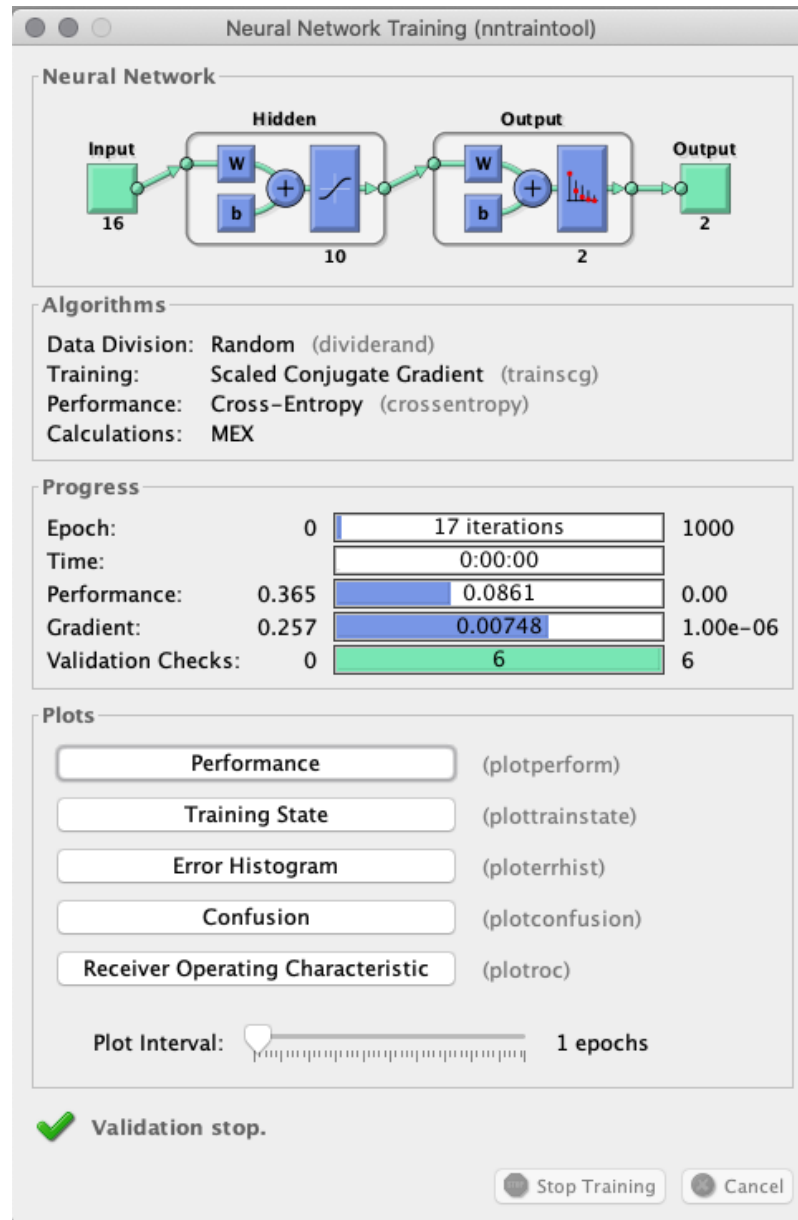 Neural Network Training (nntraintool)
Neural Network
Hidden
Output
Input
W
b
+
W
b
+
Output
16
10
2
2
Algorithms
Data Division: Random (dividerand)
Training: Scaled Conjugate Gradient (trainscg)
Performance: Cross-Entropy (crossentropy)
Calculations: MEX
Progress
Epoch: 0 17 iterations 1000
Time: 0:00:00
Performance: 0.365 0.0861 0.00
Gradient: 0.257 0.00748 1.00e-06
Validation Checks: 0 6 6
Plots
Performance (plotperform)
Training State (plottrainstate)
Error Histogram (ploterrhist)
Confusion (plotconfusion)
Receiver Operating Characteristic (plotroc)
Plot Interval: 1 epochs
Validation stop.
Stop Training Cancel